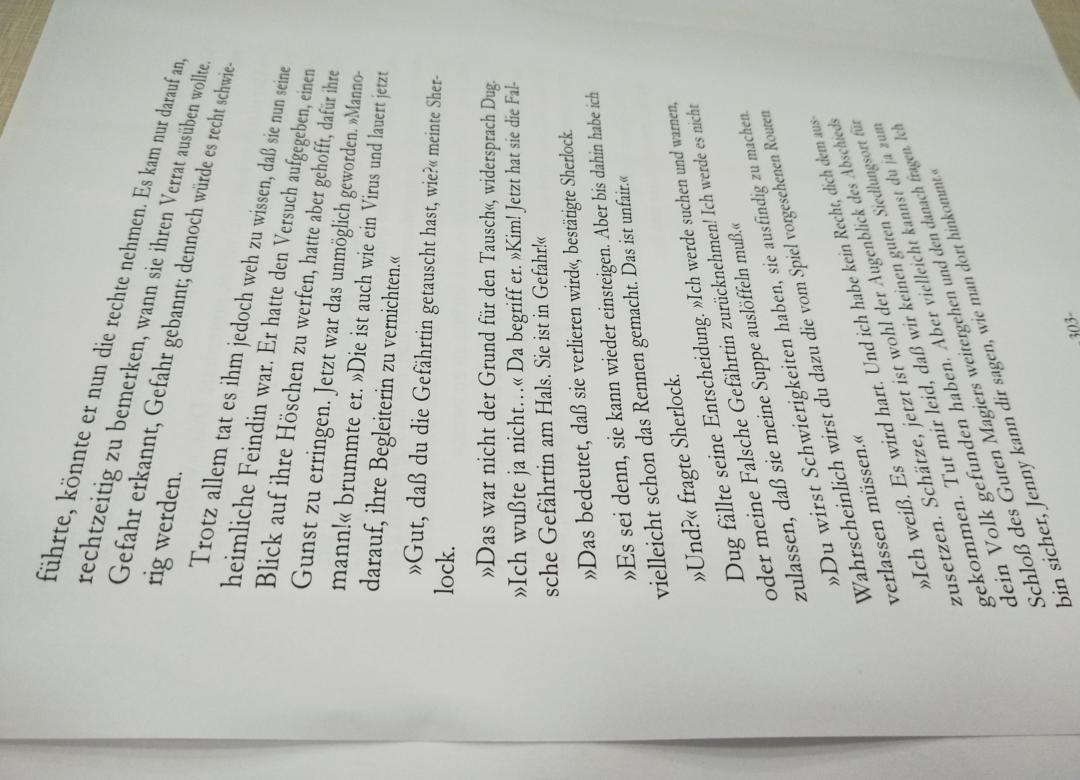 führte, könnte er nun die rechte nehmen. Es kam nur darauf an,
rechtzeitig zu bemerken, wann sie ihren Verrat ausüben wollte.
Gefahr erkannt, Gefahr gebannt; dennoch würde es recht schwie-
rig werden.
Trotz allem tat es ihm jedoch weh zu wissen, daß sie nun seine
heimliche Feindin war. Er hatte den Versuch aufgegeben, einen
Blick auf ihre Höschen zu werfen, hatte aber gehofft, dafür ihre
Gunst zu erringen. Jetzt war das unmöglich geworden. »Manno-
mann!« brummte er. »Die ist auch wie ein Virus und lauert jetzt
darauf, ihre Begleiterin zu vernichten.«
»Gut, daß du die Gefährtin getauscht hast, wie?« meinte Sher-
lock.
»Das war nicht der Grund für den Tausch«, widersprach Dug.
»Ich wußte ja nicht...« Da begriff er. »Kim! Jetzt hat sie die Fal-
sche Gefährtin am Hals. Sie ist in Gefahr!«
»Das bedeutet, daß sie verlieren wird«, bestätigte Sherlock.
»Es sei denn, sie kann wieder einsteigen. Aber bis dahin habe ich
vielleicht schon das Rennen gemacht. Das ist unfair.«
»Und?« fragte Sherlock.
Dug fällte seine Entscheidung. »Ich werde suchen und warnen,
oder meine Falsche Gefährtin zurücknehmen! Ich werde es nicht
zulassen, daß sie meine Suppe auslöffeln muß.«
»Du wirst Schwierigkeiten haben, sie ausfindig zu machen.
Wahrscheinlich wirst du dazu die vom Spiel vorgesehenen Routen
verlassen müssen.«
»Ich weiß. Es wird hart. Und ich habe kein Recht, dich dem aus-
zusetzen. Schätze, jetzt ist wohl der Augenblick des Abschieds
gekommen. Tut mir leid, daß wir keinen guten Siedlungsort für
dein Volk gefunden haben. Aber vielleicht kannst du ja zum
Schloß des Guten Magiers weitergehen und den danach fragen. Ich
bin sicher, Jenny kann dir sagen, wie man dort hinkommt.«